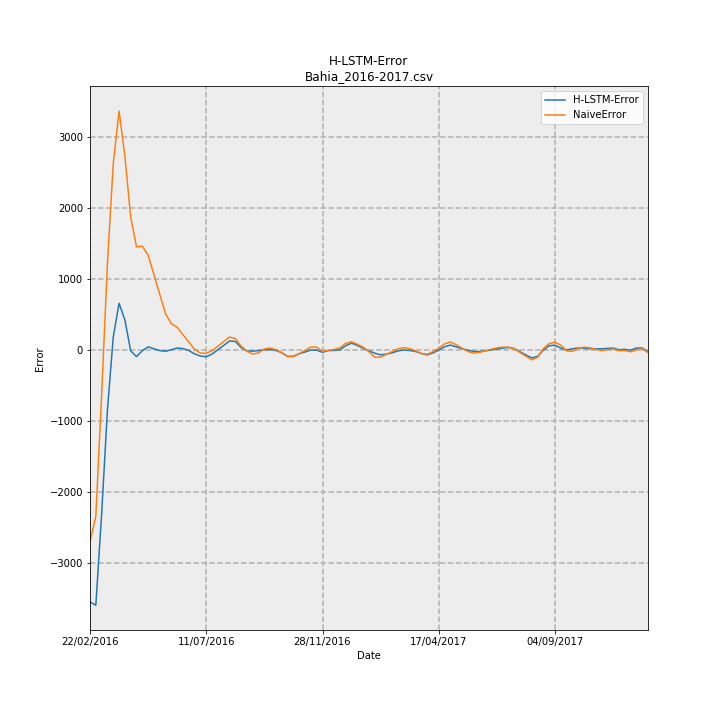 H-LSTM-Error
Bahia_2016-2017.csv
H-LSTM-Error
NaiveError
3000
2000
1000
0
−1000
−2000
−3000
Error
22/02/2016
11/07/2016
28/11/2016
17/04/2017
04/09/2017
Date